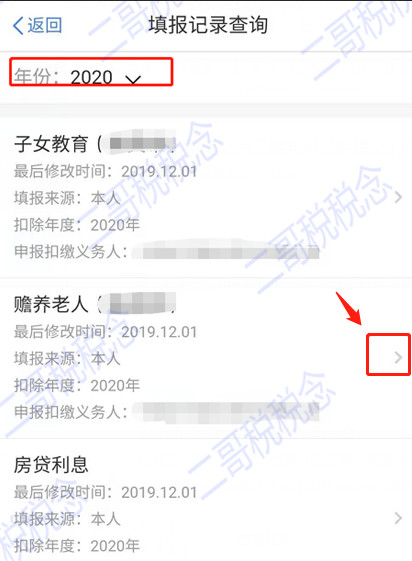 返回
填报记录查询
年份：2020
子女教育（
最后修改时间：2019.12.01
填报来源：本人
扣除年度：2020年
申报扣缴义务人：
赡养老人（
最后修改时间：2019.12.01
填报来源：本人
扣除年度：2020年
申报扣缴义务人：
房贷利息
最后修改时间：2019.12.01
填报来源：本人
扣除年度：2020年
二哥税税念